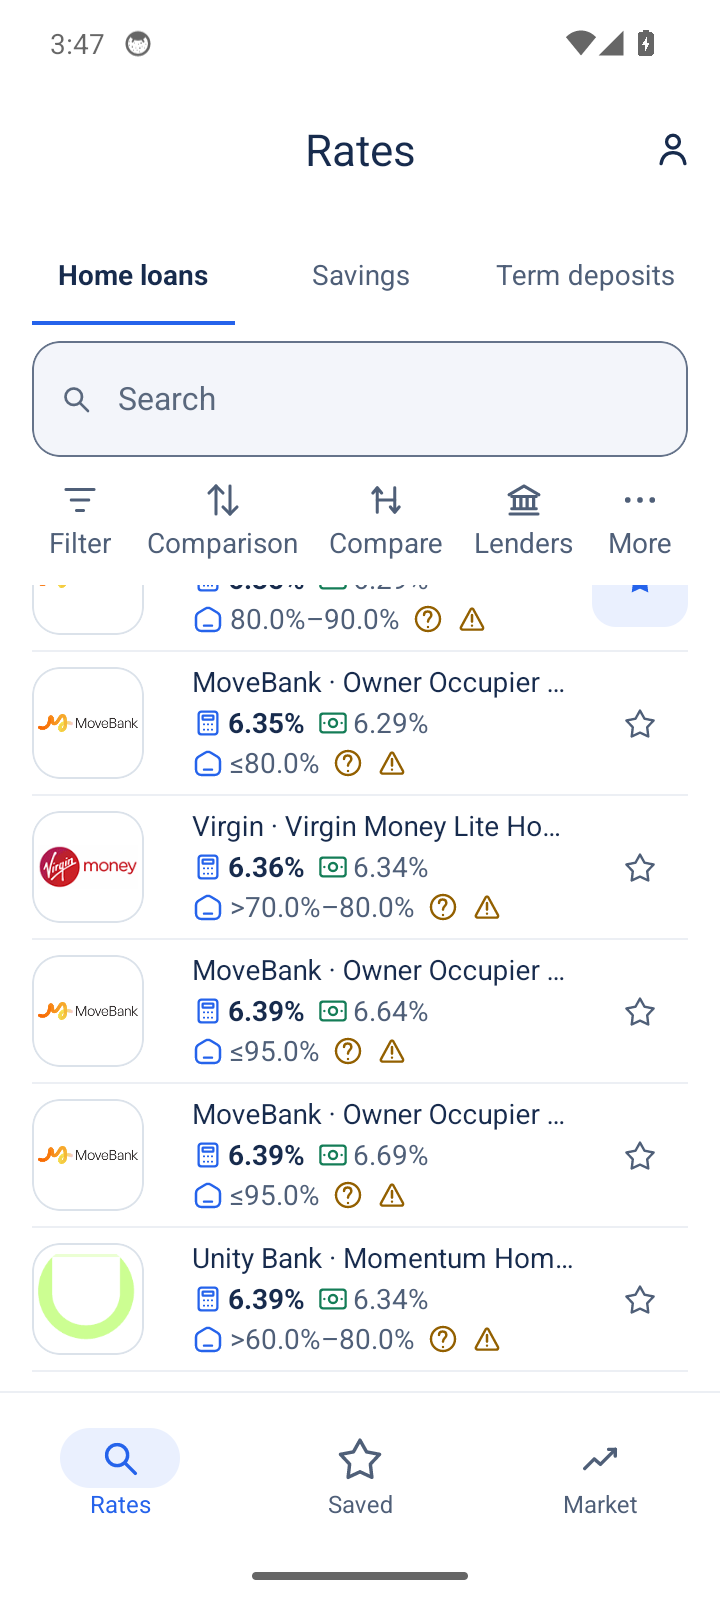 3:47
Rates
Home loans
Savings
Term deposits
Search
Filter
Comparison
Compare
Lenders
More
80.0%–90.0%
MoveBank
MoveBank · Owner Occupier ...
6.35% 6.29%
≤80.0%
Virgin money
Virgin · Virgin Money Lite Ho...
6.36% 6.34%
>70.0%–80.0%
MoveBank
MoveBank · Owner Occupier ...
6.39% 6.64%
≤95.0%
MoveBank
MoveBank · Owner Occupier ...
6.39% 6.69%
≤95.0%
Unity Bank · Momentum Hom...
6.39% 6.34%
>60.0%–80.0%
Rates
Saved
Market